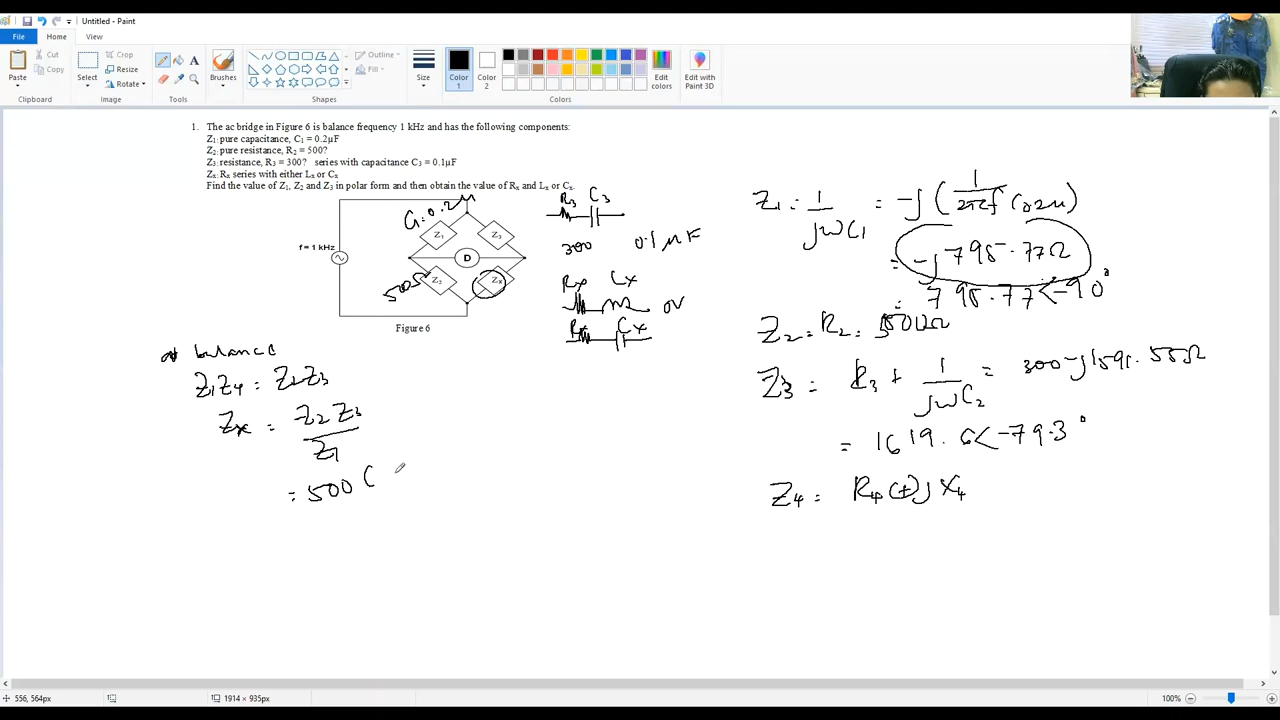 Untitled - Paint
File Home View
Paste
Cut
Copy
Clipboard
Select
Crop
Resize
Rotate
Image
Tools
Brushes
Shapes
Outline
Fill
Size
Color 1
Color 2
Colors
Edit colors
Edit with Paint 3D
1. The ac bridge in Figure 6 is balance frequency 1 kHz and has the following components:
Z1: pure capacitance, C1 = 0.2µF
Z2: pure resistance, R2 = 500?
Z3: resistance, R3 = 300? series with capacitance C3 = 0.1µF
Zx: Rx series with either Lx or Cx
Find the value of Z1, Z2 and Z3 in polar form and then obtain the value of Rx and Lx or Cx.
C1=0.2µ
Z1
Z3
f = 1 kHz
D
500Ω
Z2
Zx
Figure 6
R3 C3
300 0.1µF
Rx Lx
or
Rx Cx
at balance
Z1Z4 = Z2Z3
Zx = Z2 Z3 / Z1
= 500 (
Z1 = 1/jωC1 = -j (1/2πf(0.2µ))
= -j 795.77Ω
= 795.77<-90°
Z2 = R2 = 500Ω
Z3 = R3 + 1/jωC2 = 300-j1591.55Ω
= 1619.6<-79.3°
Z4 = R4 (±) j X4
556, 564px
1914 × 935px
100%